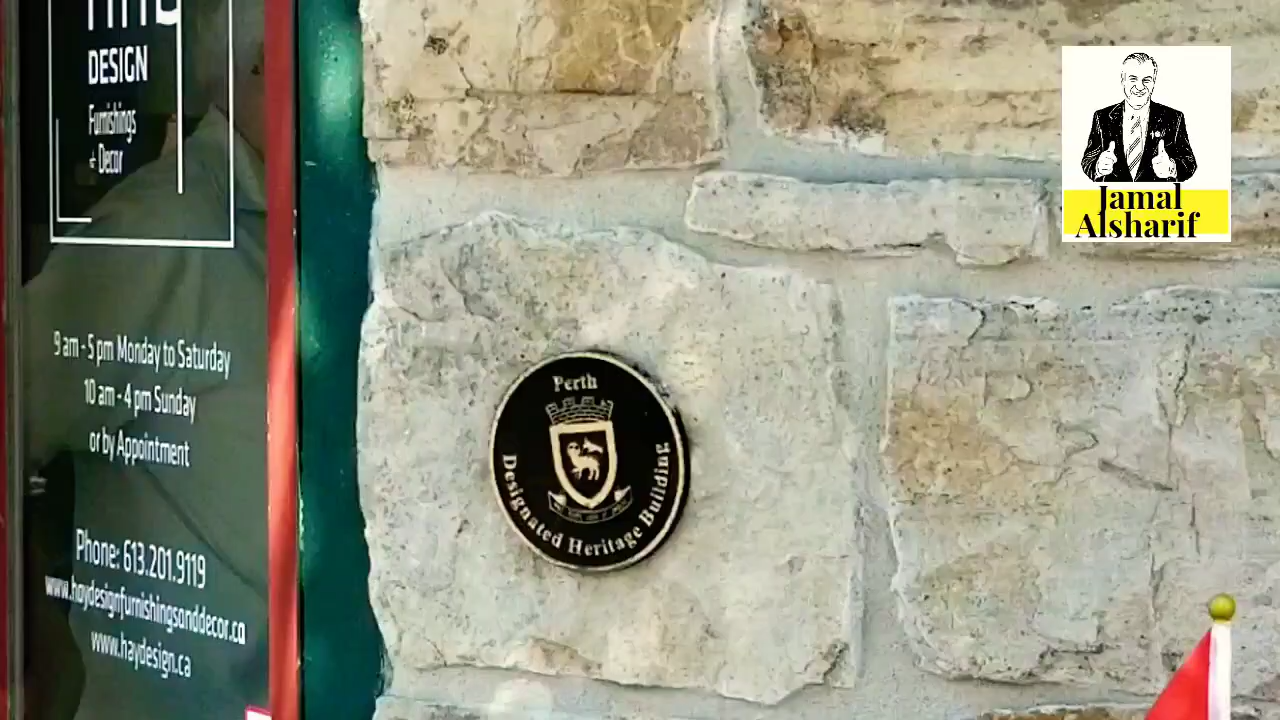 DESIGN
Furnishings
& Decor
9 am - 5 pm Monday to Saturday
10 am - 4 pm Sunday
or by Appointment
Phone: 613.201.9119
www.haydesignfurnishingsanddecor.ca
www.haydesign.ca
Perth
Designated Heritage Building
Jamal
Alsharif